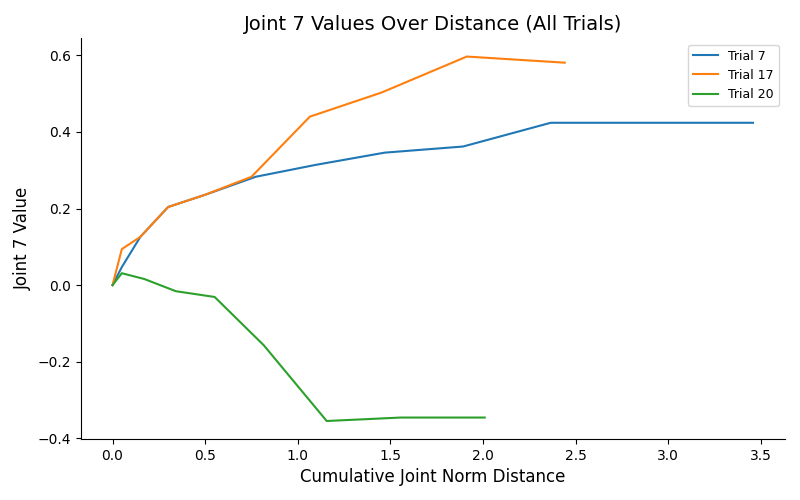 Joint 7 Values Over Distance (All Trials)
Trial 7
Trial 17
Trial 20
Joint 7 Value
0.6
0.4
0.2
0.0
−0.2
−0.4
0.0 0.5 1.0 1.5 2.0 2.5 3.0 3.5
Cumulative Joint Norm Distance